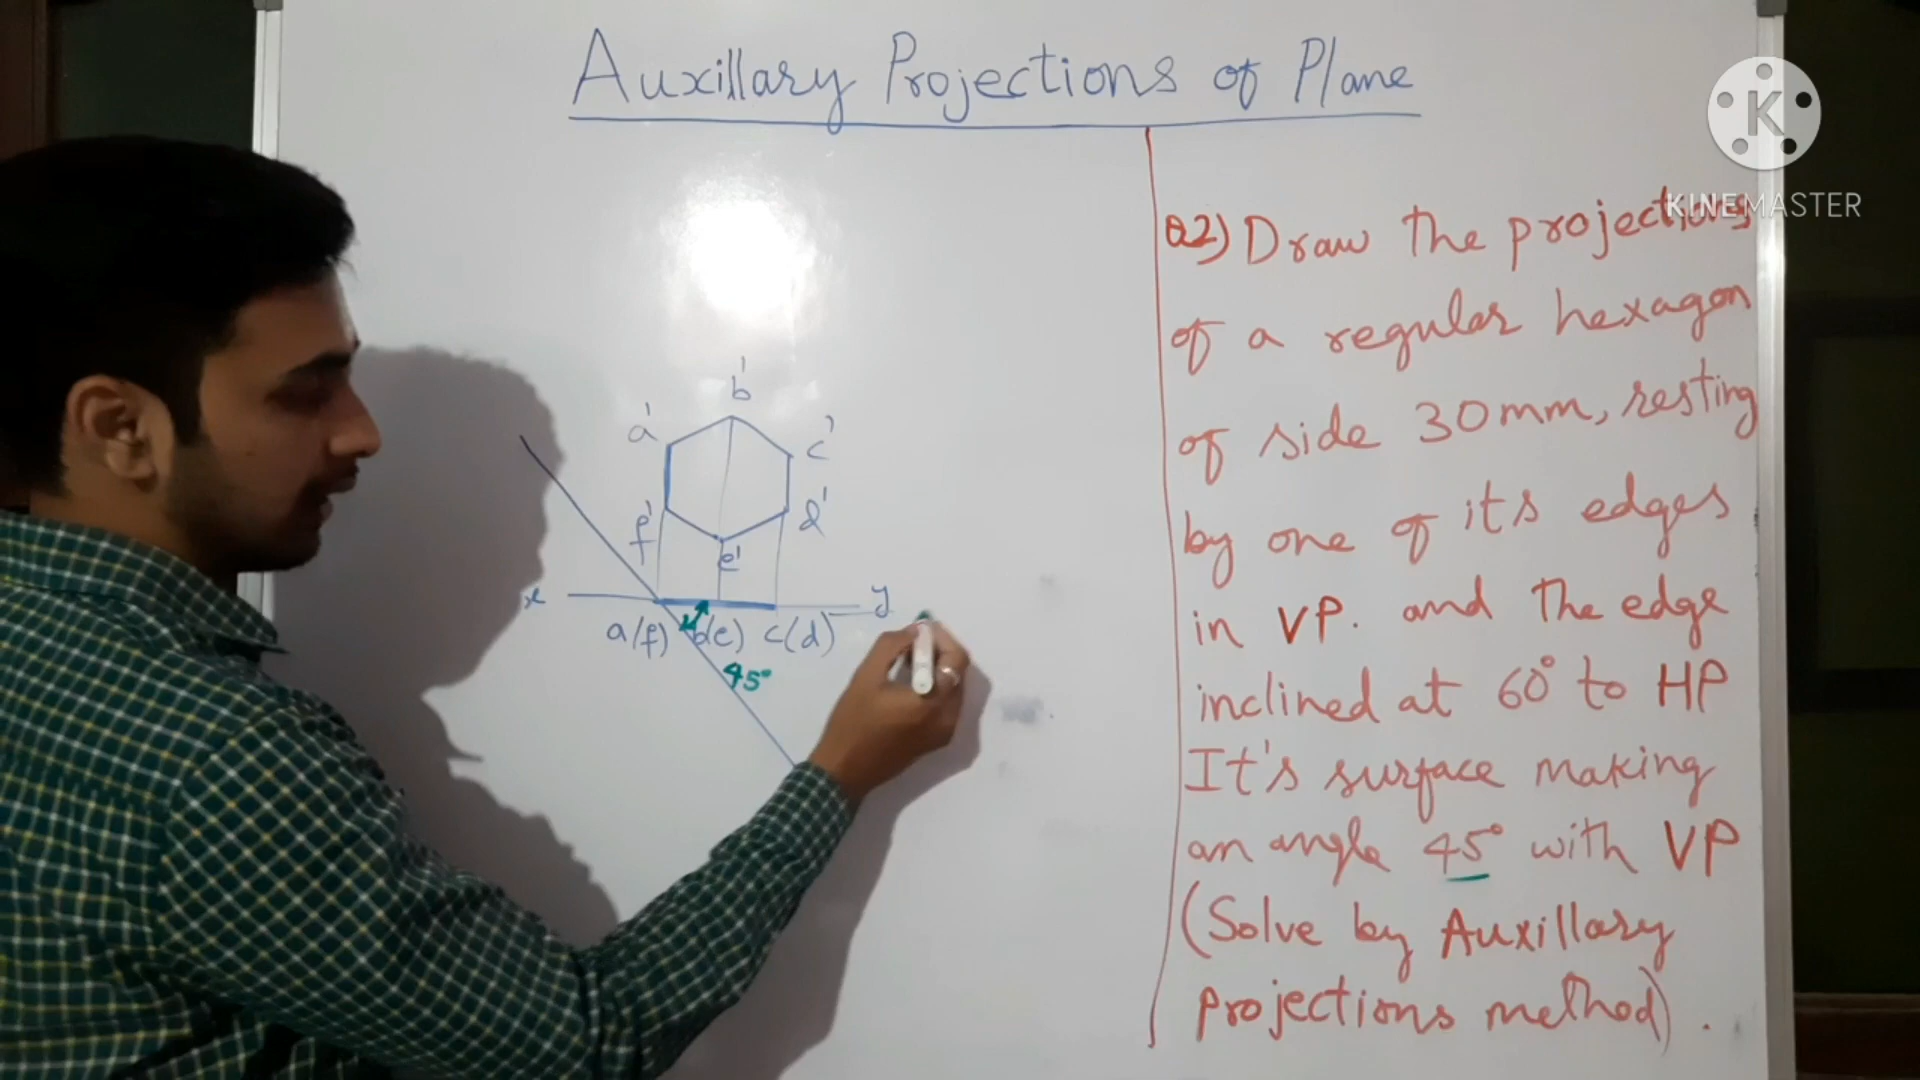 Auxillary Projections of Plane
K
KINEMASTER
Q2) Draw the projections
of a regular hexagon
of side 30mm, resting
by one of it's edges
in VP. and The edge
inclined at 60° to HP
It's surface making
an angle 45° with VP
(Solve by Auxillary
Projections method).
b'
a'
c'
f'
d'
e'
x
y
a(f) b(e) c(d)
45°